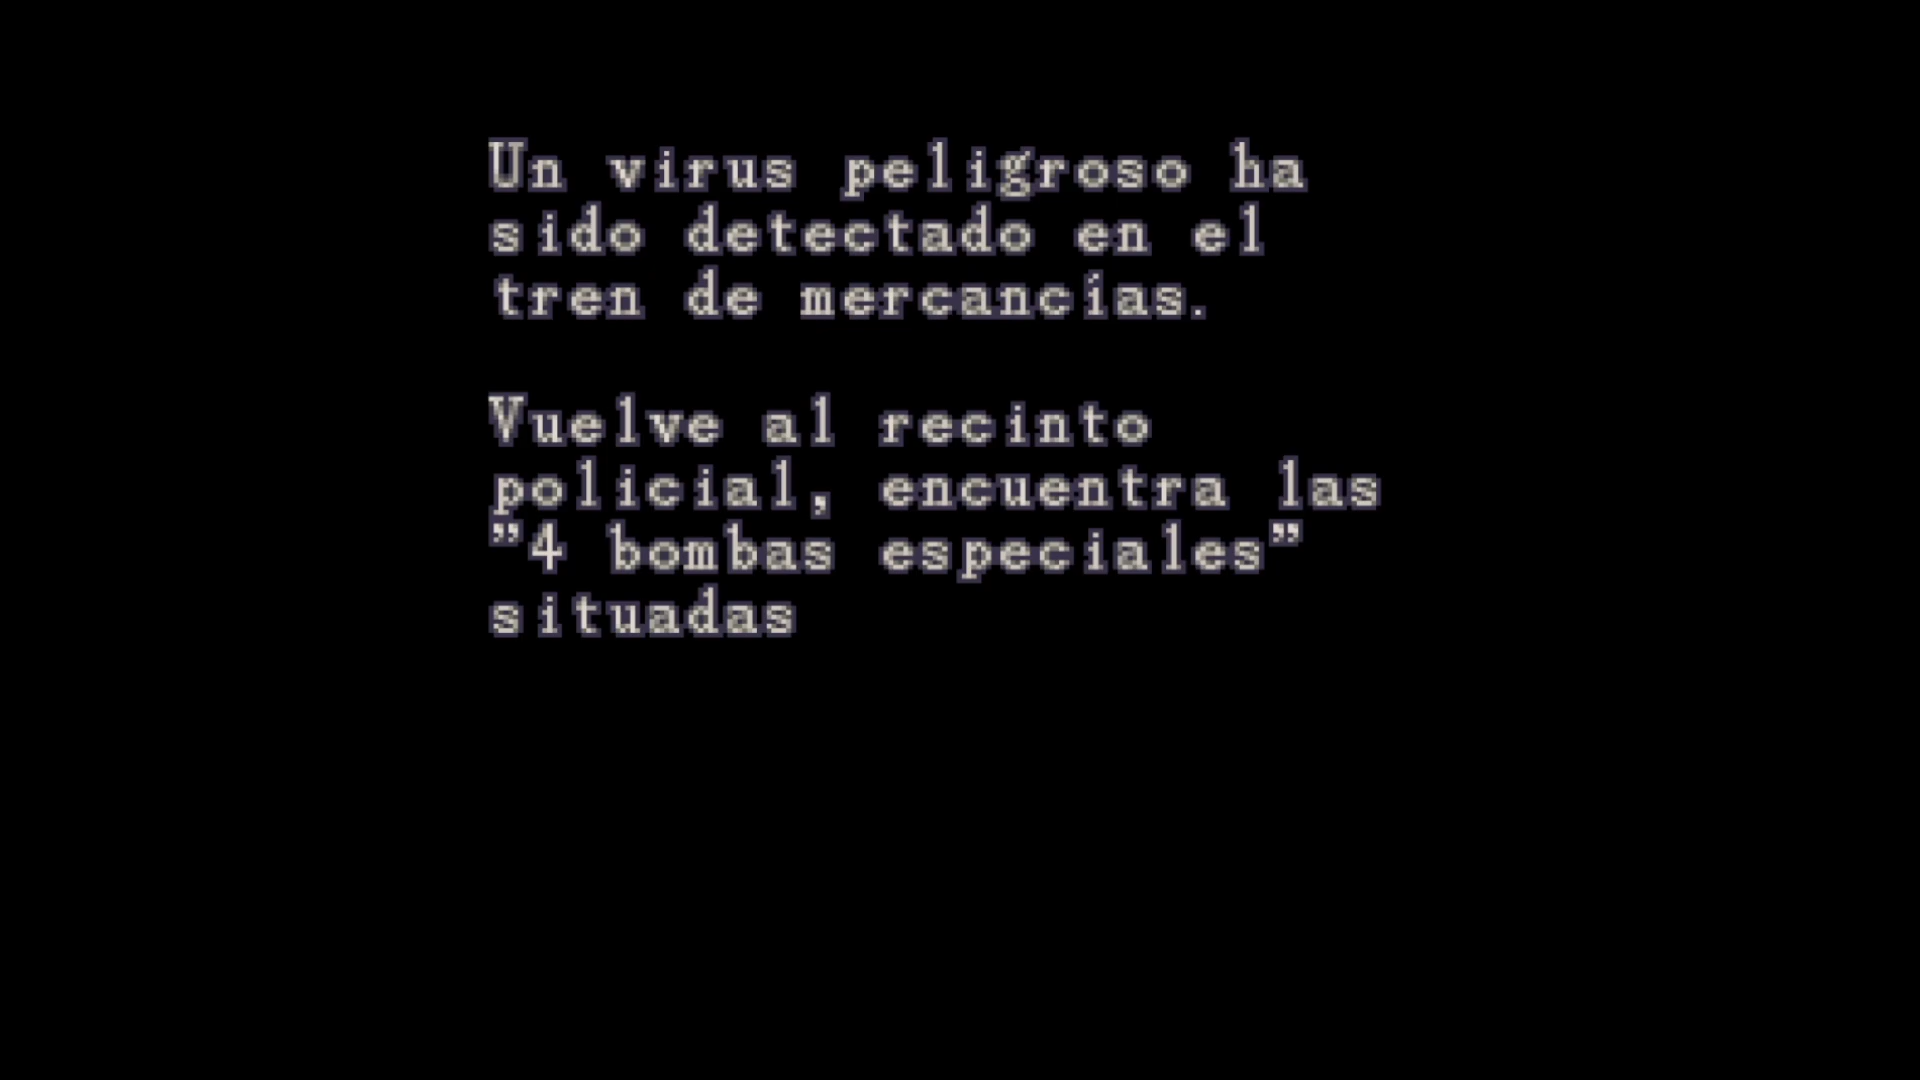 Un virus peligroso ha
sido detectado en el
tren de mercancías.
Vuelve al recinto
policial, encuentra las
”4 bombas especiales”
situadas